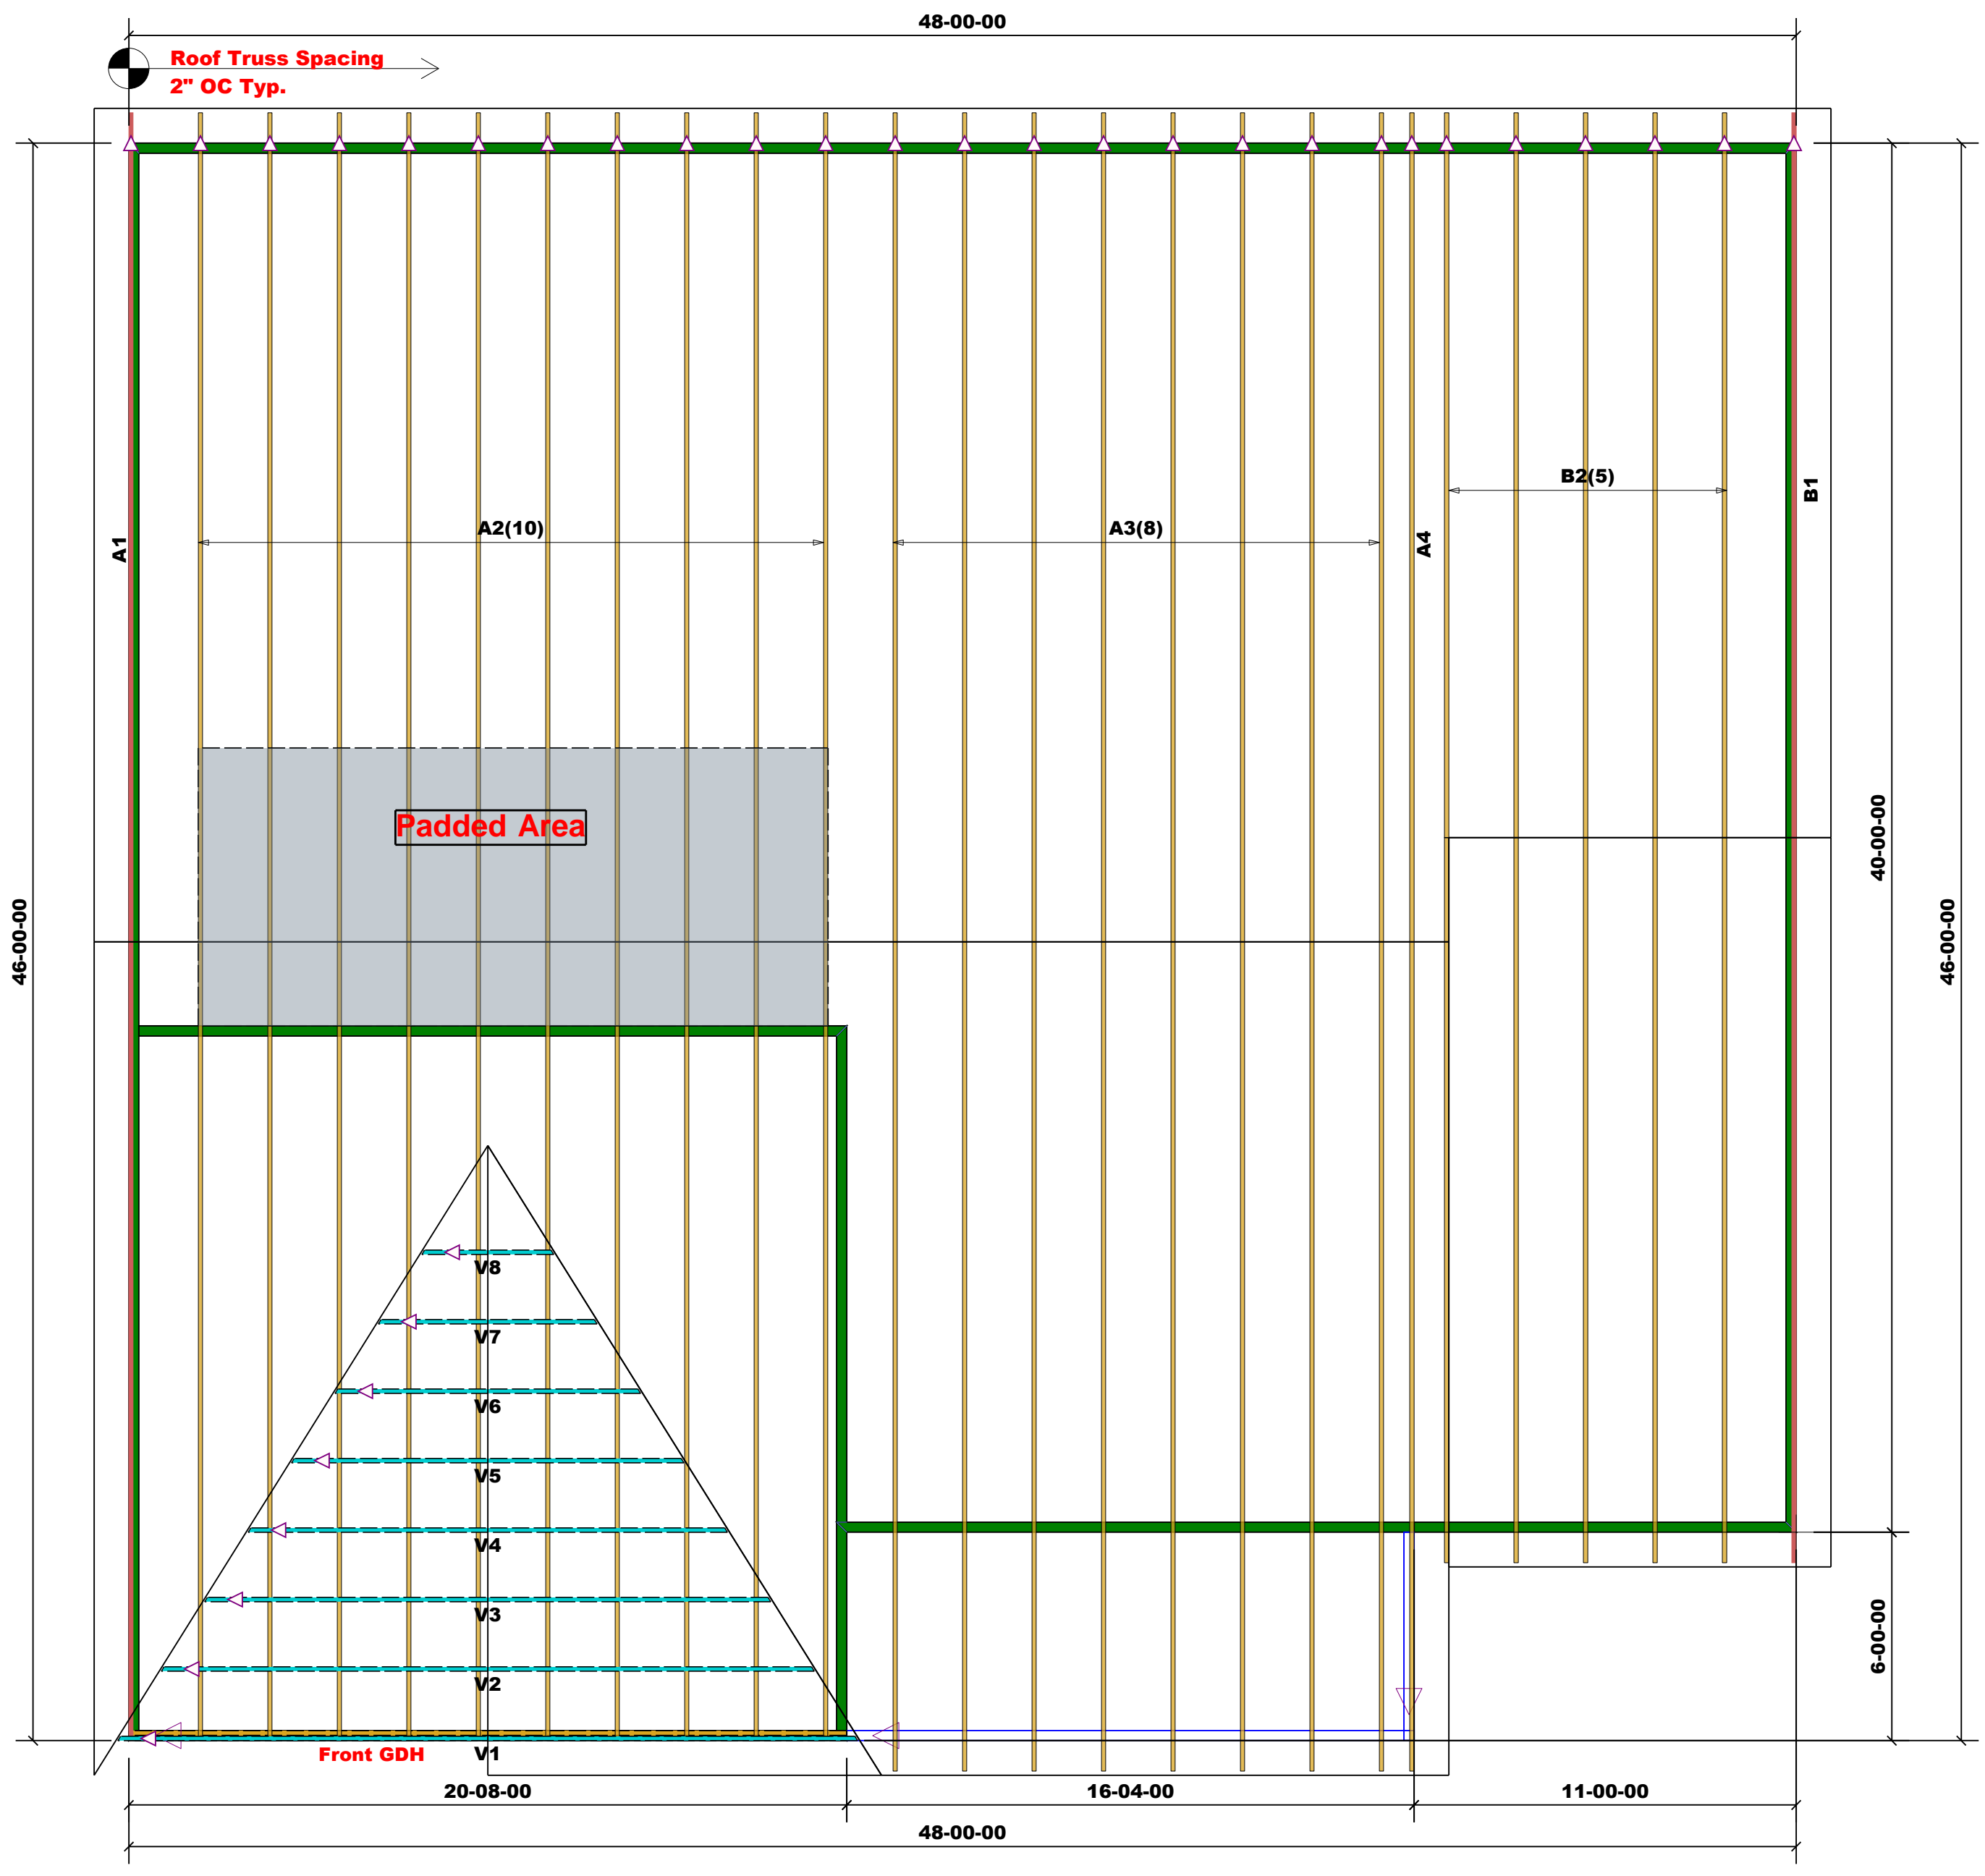 48-00-00
Roof Truss Spacing
2" OC Typ.
B2(5)
B1
A2(10)
A3(8)
A1
A4
Padded Area
40-00-00
46-00-00
46-00-00
V8
V7
V6
V5
V4
V3
6-00-00
V2
V1
Front GDH
20-08-00
16-04-00
11-00-00
48-00-00